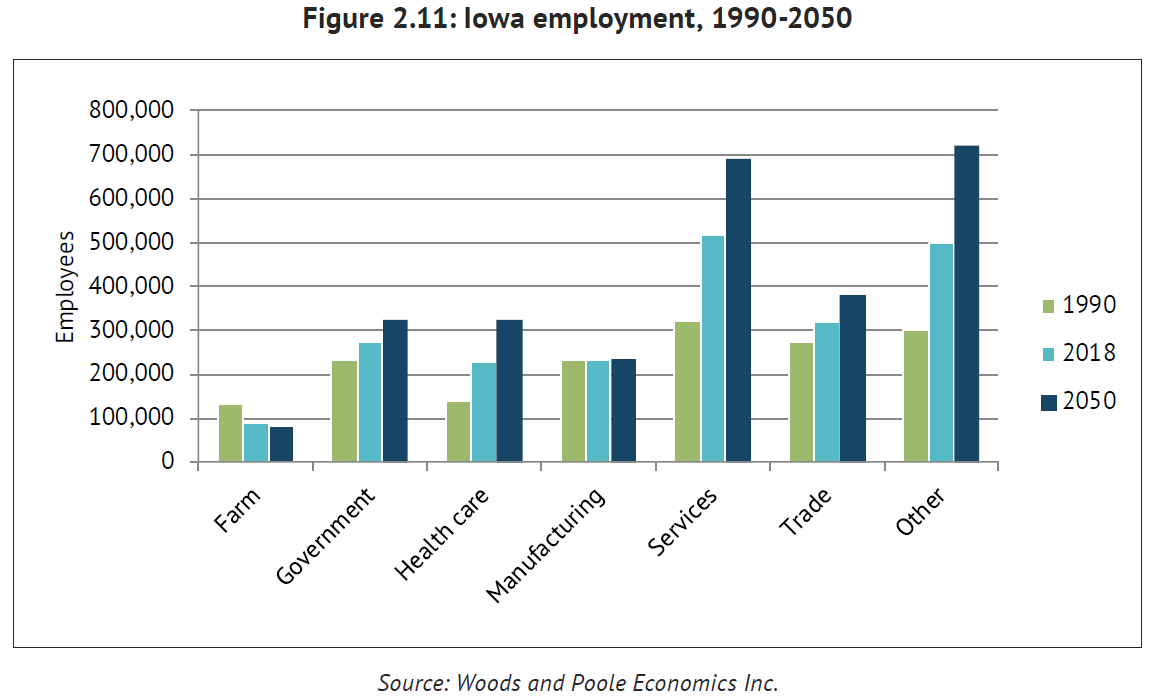 Figure 2.11: Iowa employment, 1990-2050
800,000
700,000
600,000
500,000
400,000
300,000
200,000
100,000
0
Employees
Farm
Government
Health care
Manufacturing
Services
Trade
Other
1990
2018
2050
Source: Woods and Poole Economics Inc.